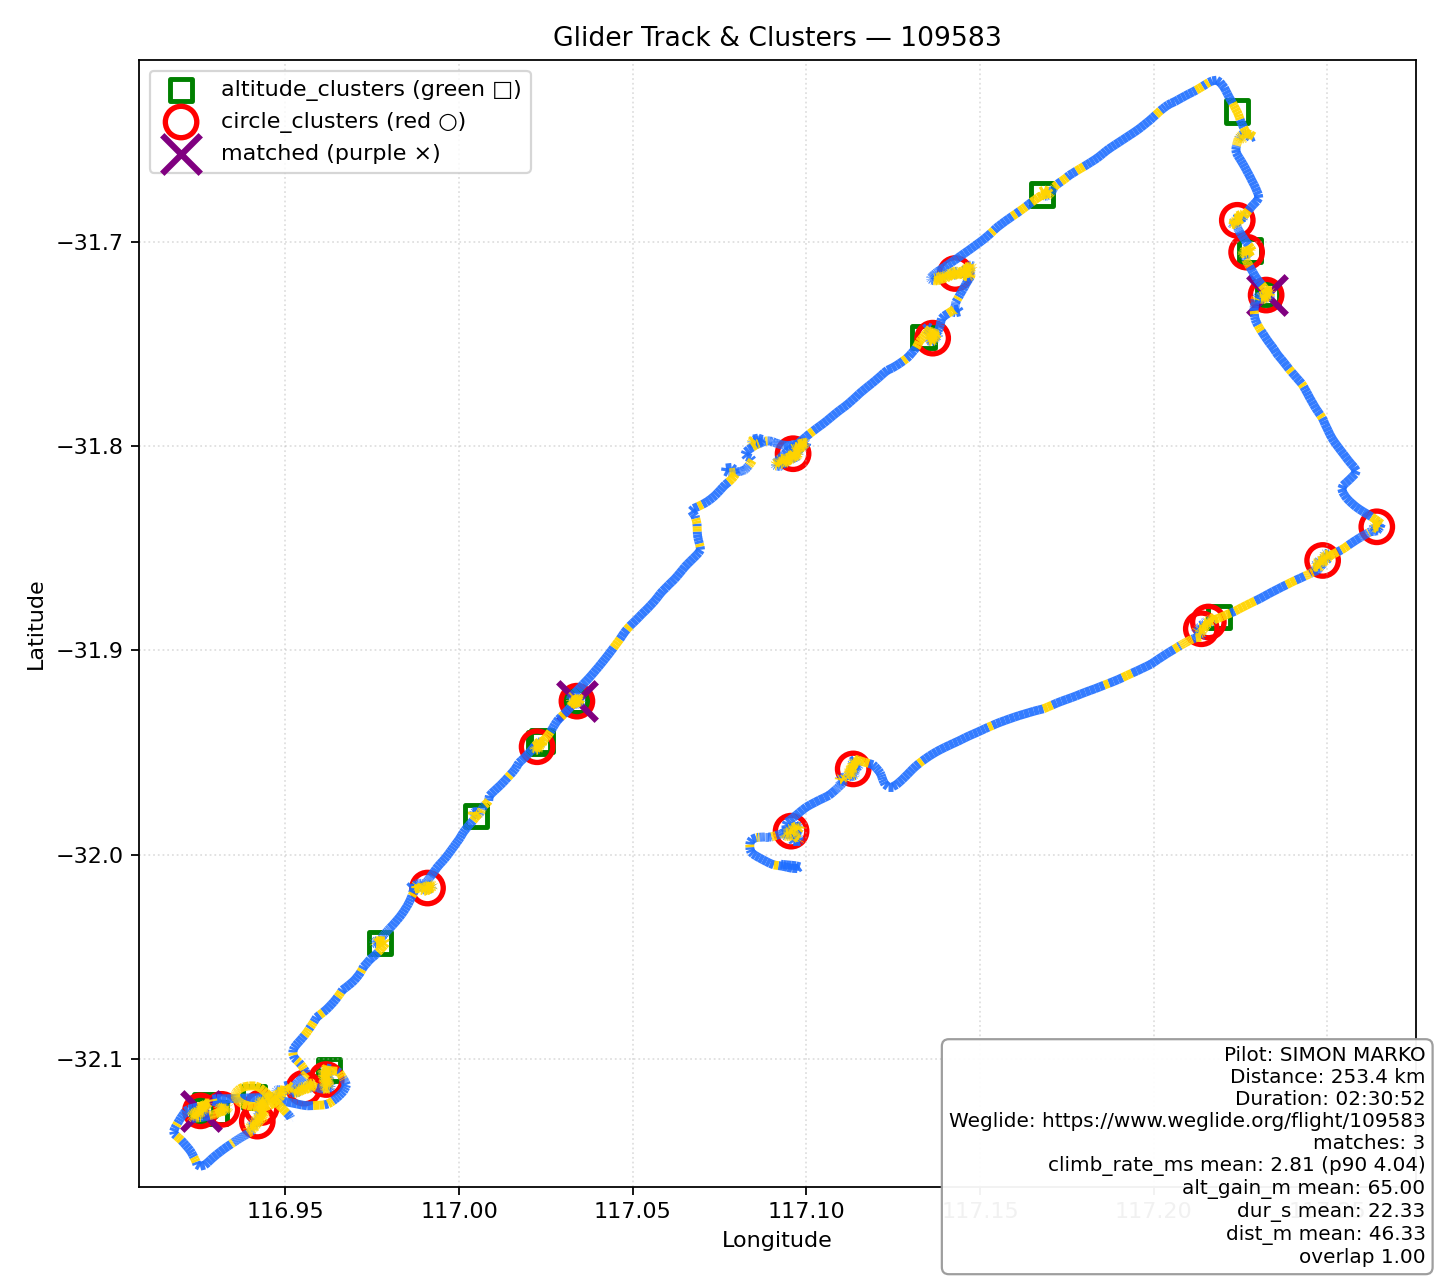 Glider Track & Clusters — 109583
altitude_clusters (green □)
circle_clusters (red ○)
matched (purple ×)
−31.7
−31.8
−31.9
−32.0
−32.1
Latitude
116.95
117.00
117.05
117.10
117.15
117.20
Longitude
Pilot: SIMON MARKO
Distance: 253.4 km
Duration: 02:30:52
Weglide: https://www.weglide.org/flight/109583
matches: 3
climb_rate_ms mean: 2.81 (p90 4.04)
alt_gain_m mean: 65.00
dur_s mean: 22.33
dist_m mean: 46.33
overlap 1.00